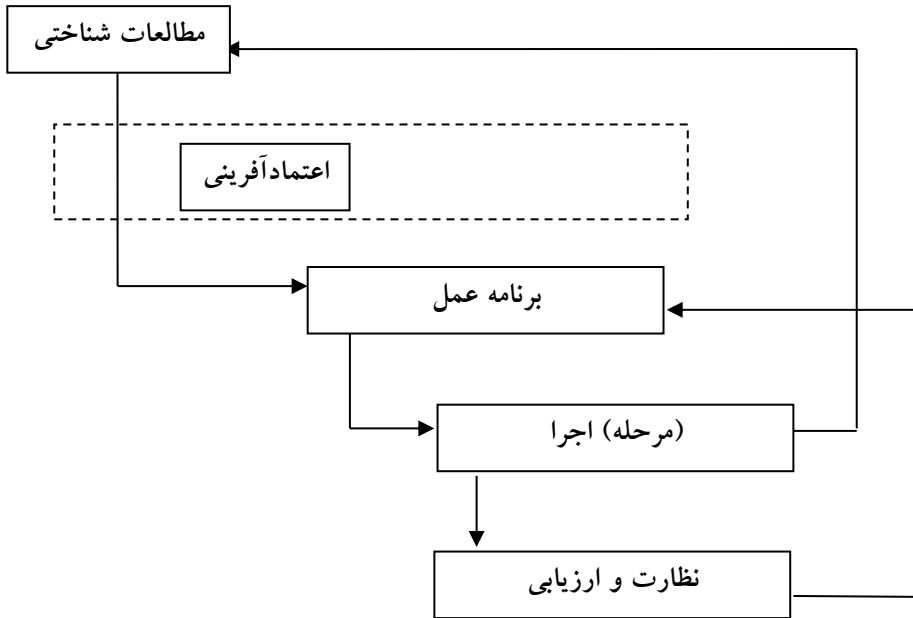 مطالعات شناختی
اعتمادآفرینی
برنامه عمل
(مرحله) اجرا
نظارت و ارزیابی